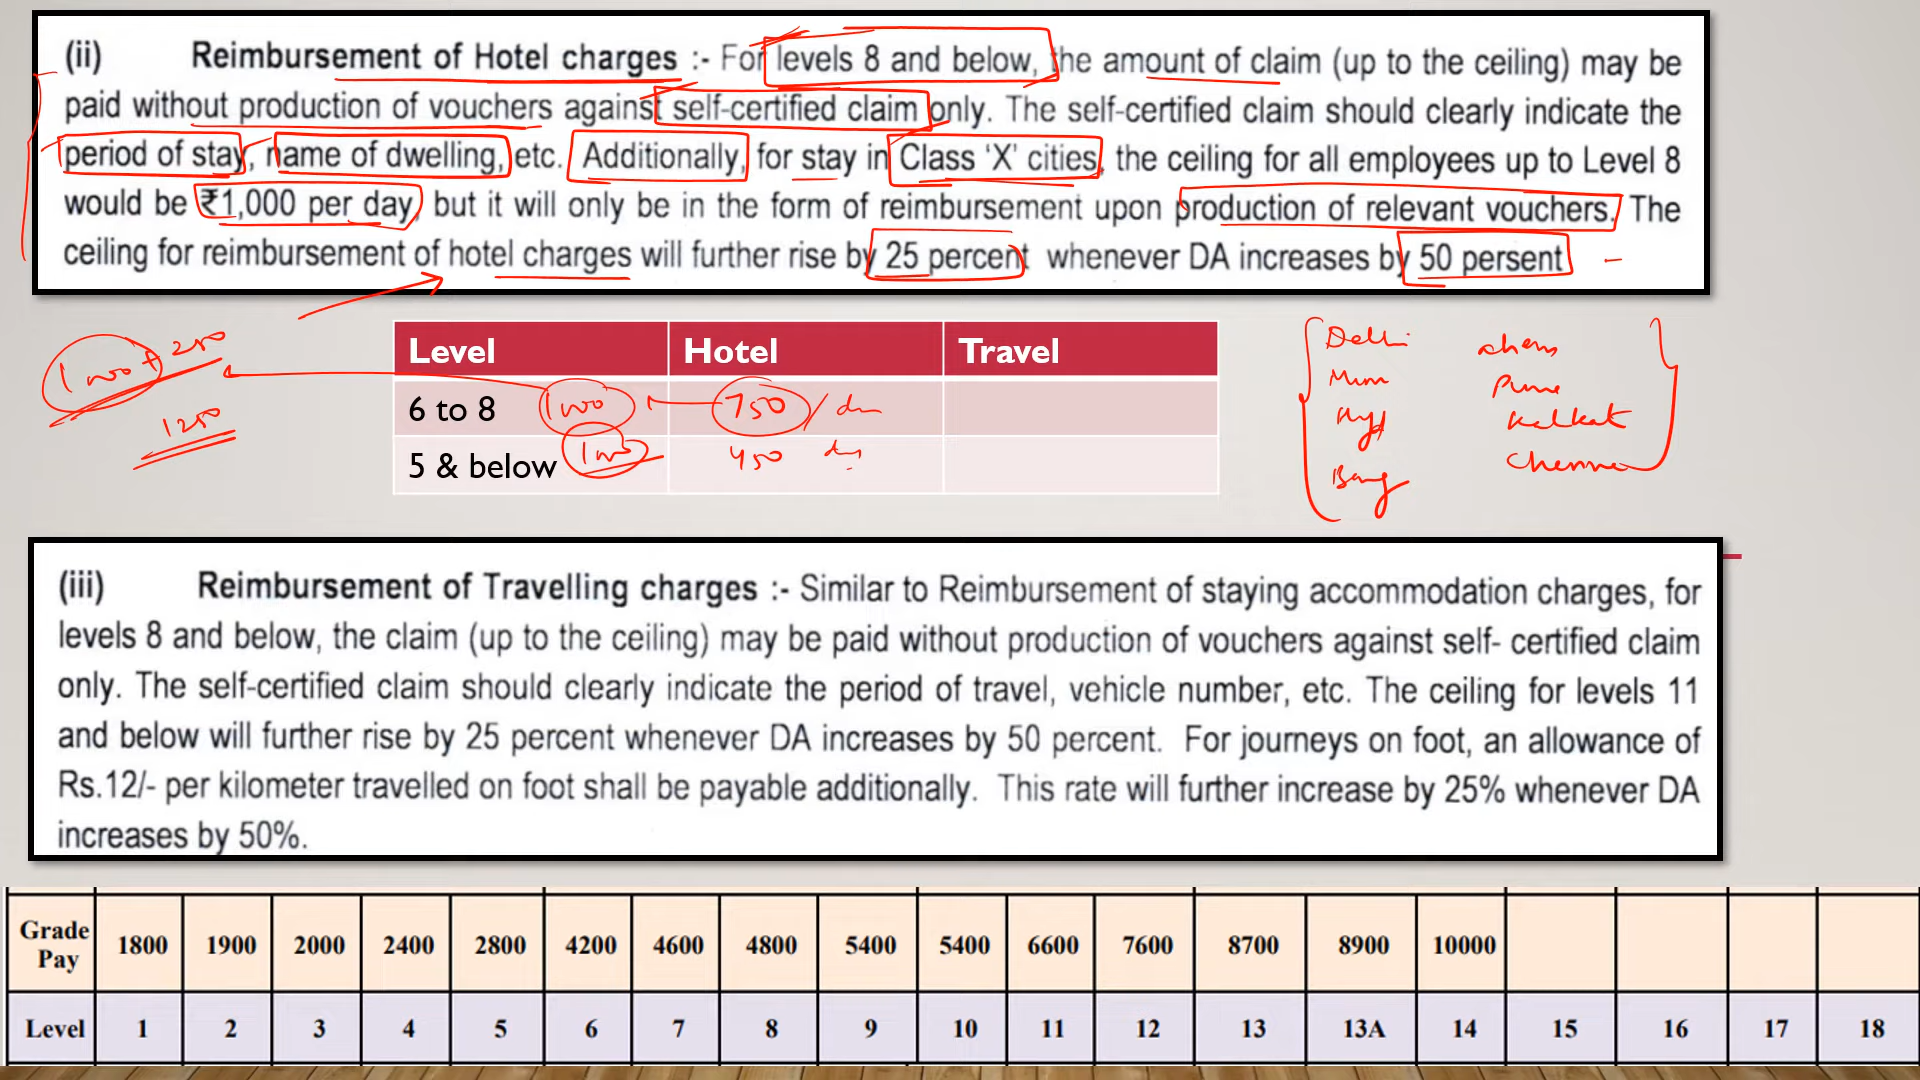 (ii) Reimbursement of Hotel charges :- For levels 8 and below, the amount of claim (up to the ceiling) may be
paid without production of vouchers against self-certified claim only. The self-certified claim should clearly indicate the
period of stay, name of dwelling, etc. Additionally, for stay in Class ‘X’ cities, the ceiling for all employees up to Level 8
would be ₹1,000 per day, but it will only be in the form of reimbursement upon production of relevant vouchers. The
ceiling for reimbursement of hotel charges will further rise by 25 percent whenever DA increases by 50 persent
+ 250
1250
Level Hotel Travel
6 to 8 750 /
5 & below 450
Delhi
Mum Pune
Hyd
Bang
(iii) Reimbursement of Travelling charges :- Similar to Reimbursement of staying accommodation charges, for
levels 8 and below, the claim (up to the ceiling) may be paid without production of vouchers against self- certified claim
only. The self-certified claim should clearly indicate the period of travel, vehicle number, etc. The ceiling for levels 11
and below will further rise by 25 percent whenever DA increases by 50 percent. For journeys on foot, an allowance of
Rs.12/- per kilometer travelled on foot shall be payable additionally. This rate will further increase by 25% whenever DA
increases by 50%.
Grade Pay 1800 1900 2000 2400 2800 4200 4600 4800 5400 5400 6600 7600 8700 8900 10000
Level 1 2 3 4 5 6 7 8 9 10 11 12 13 13A 14 15 16 17 18